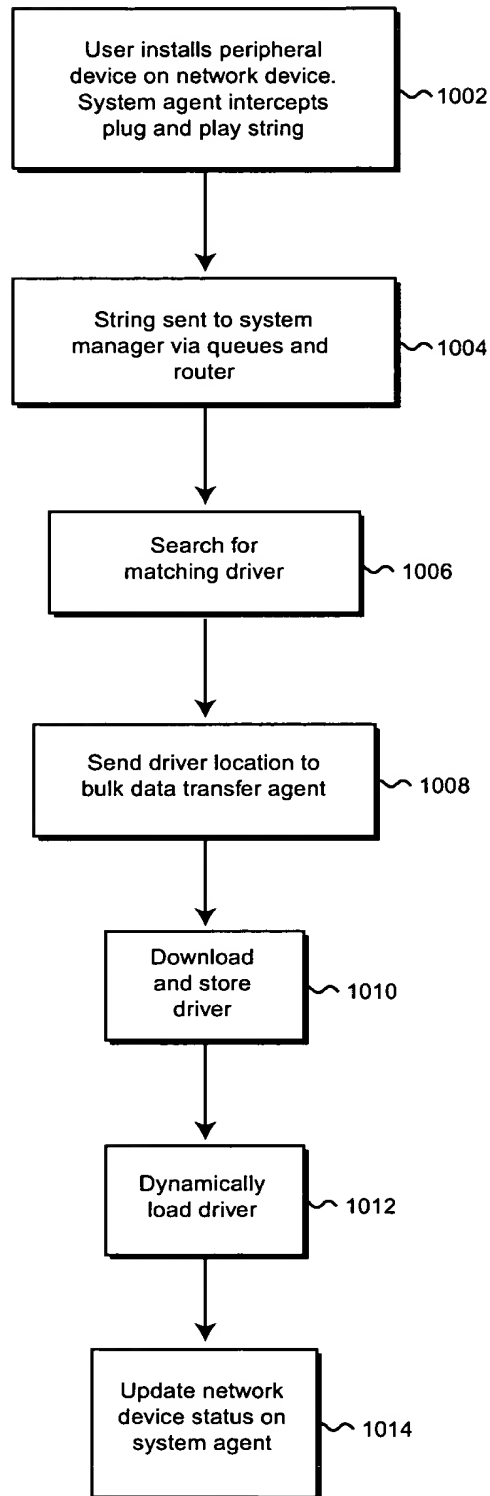 User installs peripheral
device on network device.
System agent intercepts
plug and play string
1002
String sent to system
manager via queues and
router
1004
Search for
matching driver
1006
Send driver location to
bulk data transfer agent
1008
Download
and store
driver
1010
Dynamically
load driver
1012
Update network
device status on
system agent
1014